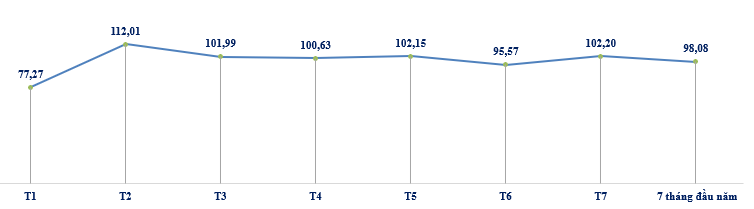 77,27
112,01
101,99
100,63
102,15
95,57
102,20
98,08
T1
T2
T3
T4
T5
T6
T7
7 tháng đầu năm